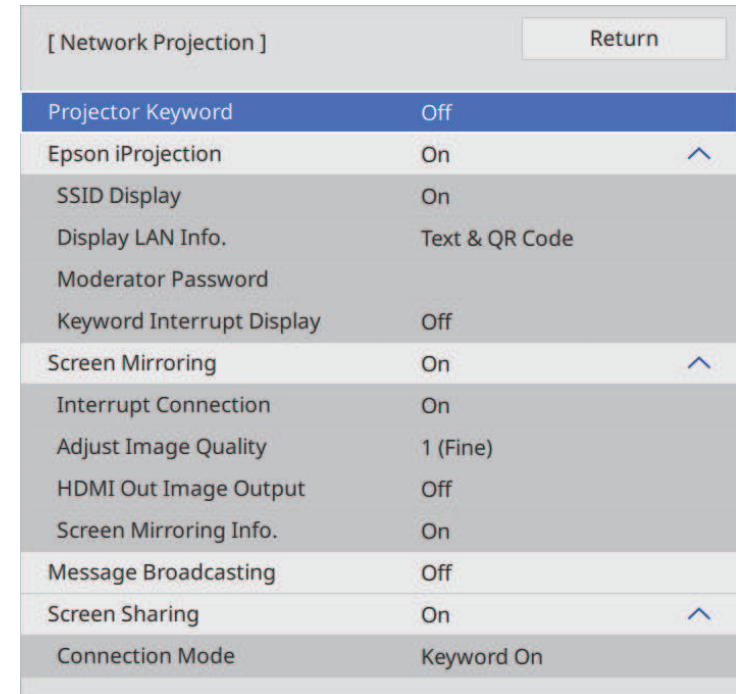 [ Network Projection ] Return
Projector Keyword Off
Epson iProjection On
SSID Display On
Display LAN Info. Text & QR Code
Moderator Password
Keyword Interrupt Display Off
Screen Mirroring On
Interrupt Connection On
Adjust Image Quality 1 (Fine)
HDMI Out Image Output Off
Screen Mirroring Info. On
Message Broadcasting Off
Screen Sharing On
Connection Mode Keyword On